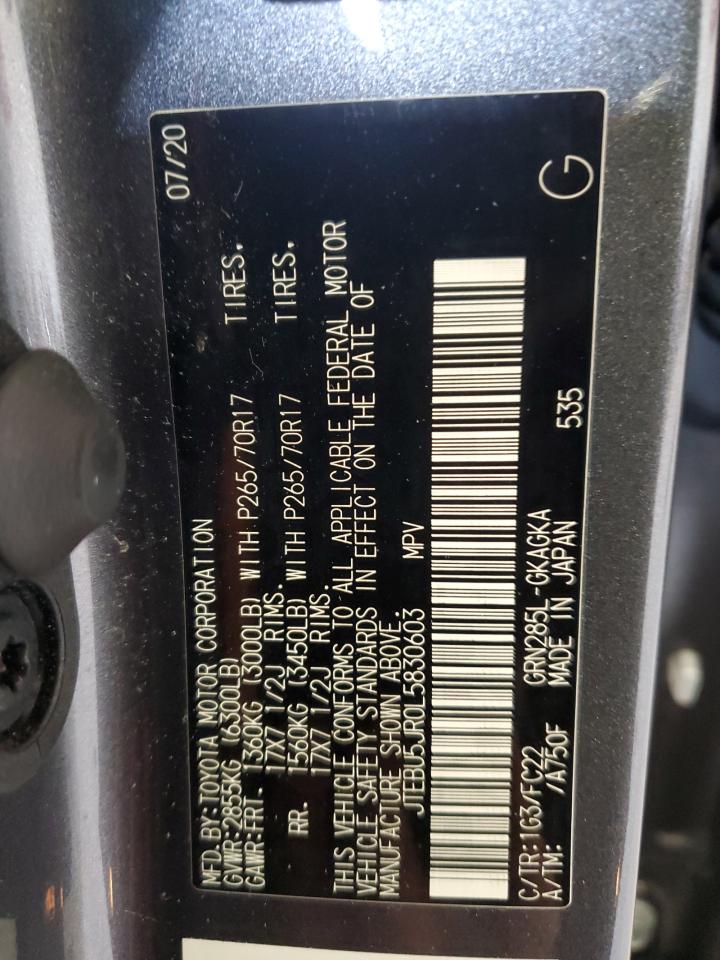 MFD.BY:TOYOTA MOTOR CORPORATION 07/20
GVWR:2855KG (6300LB)
GAWR:FRT. 1360KG (3000LB) WITH P265/70R17 TIRES,
17X7 1/2J RIMS.
RR. 1560KG (3450LB) WITH P265/70R17 TIRES,
17X7 1/2J RIMS.
THIS VEHICLE CONFORMS TO ALL APPLICABLE FEDERAL MOTOR
VEHICLE SAFETY STANDARDS IN EFFECT ON THE DATE OF
MANUFACTURE SHOWN ABOVE.
JTEBU5JR0L5830603 MPV
C/TR:1G3/FC22 GRN285L-GKAGKA
A/TM: /A750F MADE IN JAPAN 535 G